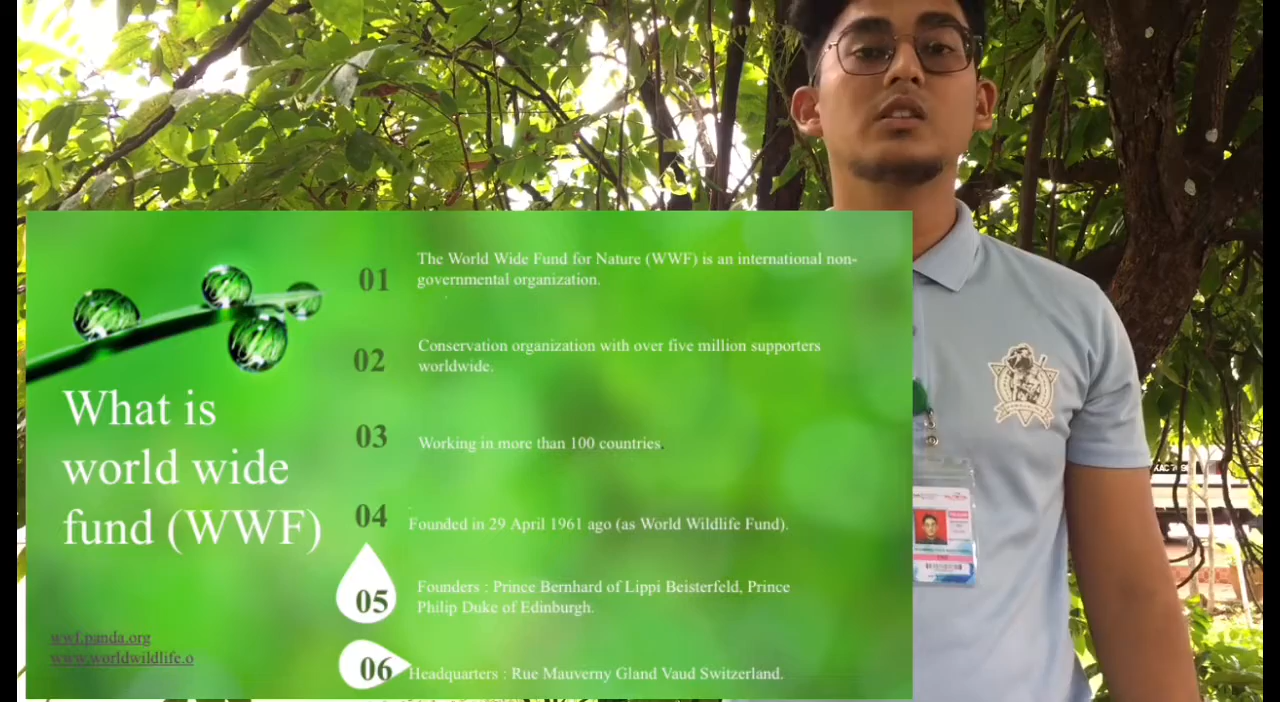 01
The World Wide Fund for Nature (WWF) is an international non-
governmental organization.
02
Conservation organization with over five million supporters
worldwide.
What is
world wide
fund (WWF)
03
Working in more than 100 countries.
04
Founded in 29 April 1961 ago (as World Wildlife Fund).
05
Founders : Prince Bernhard of Lippi Beisterfeld, Prince
Philip Duke of Edinburgh.
06
Headquarters : Rue Mauverny Gland Vaud Switzerland.
wwf.panda.org
www.worldwildlife.o